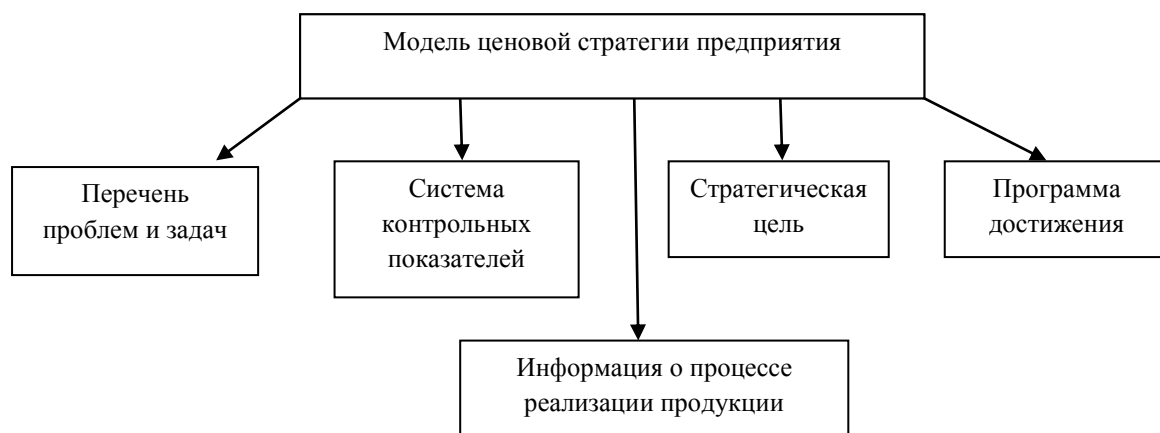 Модель ценовой стратегии предприятия
Перечень
проблем и задач
Система
контрольных
показателей
Стратегическая
цель
Программа
достижения
Информация о процессе
реализации продукции